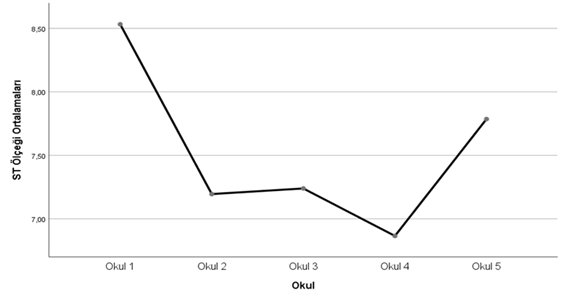 8,50
8,00
7,50
7,00
ST Ölçeği Ortalamaları
Okul 1 Okul 2 Okul 3 Okul 4 Okul 5
Okul